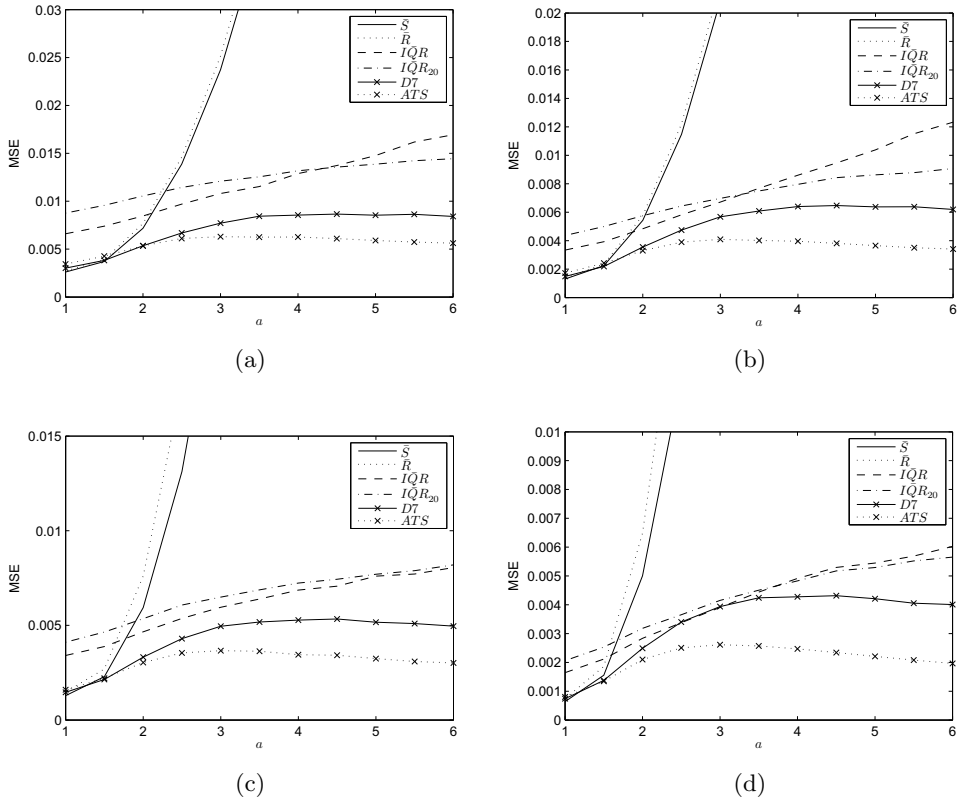 0.03
0.025
0.02
0.015
0.01
0.005
0
MSE
1 2 3 4 5 6
a
S̄
R̄
IQ̄R
IQ̄R₂₀
D7
ATS
(a)
0.02
0.018
0.016
0.014
0.012
0.01
0.008
0.006
0.004
0.002
0
MSE
1 2 3 4 5 6
a
S̄
R̄
IQ̄R
IQ̄R₂₀
D7
ATS
(b)
0.015
0.01
0.005
0
MSE
1 2 3 4 5 6
a
S̄
R̄
IQ̄R
IQ̄R₂₀
D7
ATS
(c)
0.01
0.009
0.008
0.007
0.006
0.005
0.004
0.003
0.002
0.001
0
MSE
1 2 3 4 5 6
a
S̄
R̄
IQ̄R
IQ̄R₂₀
D7
ATS
(d)